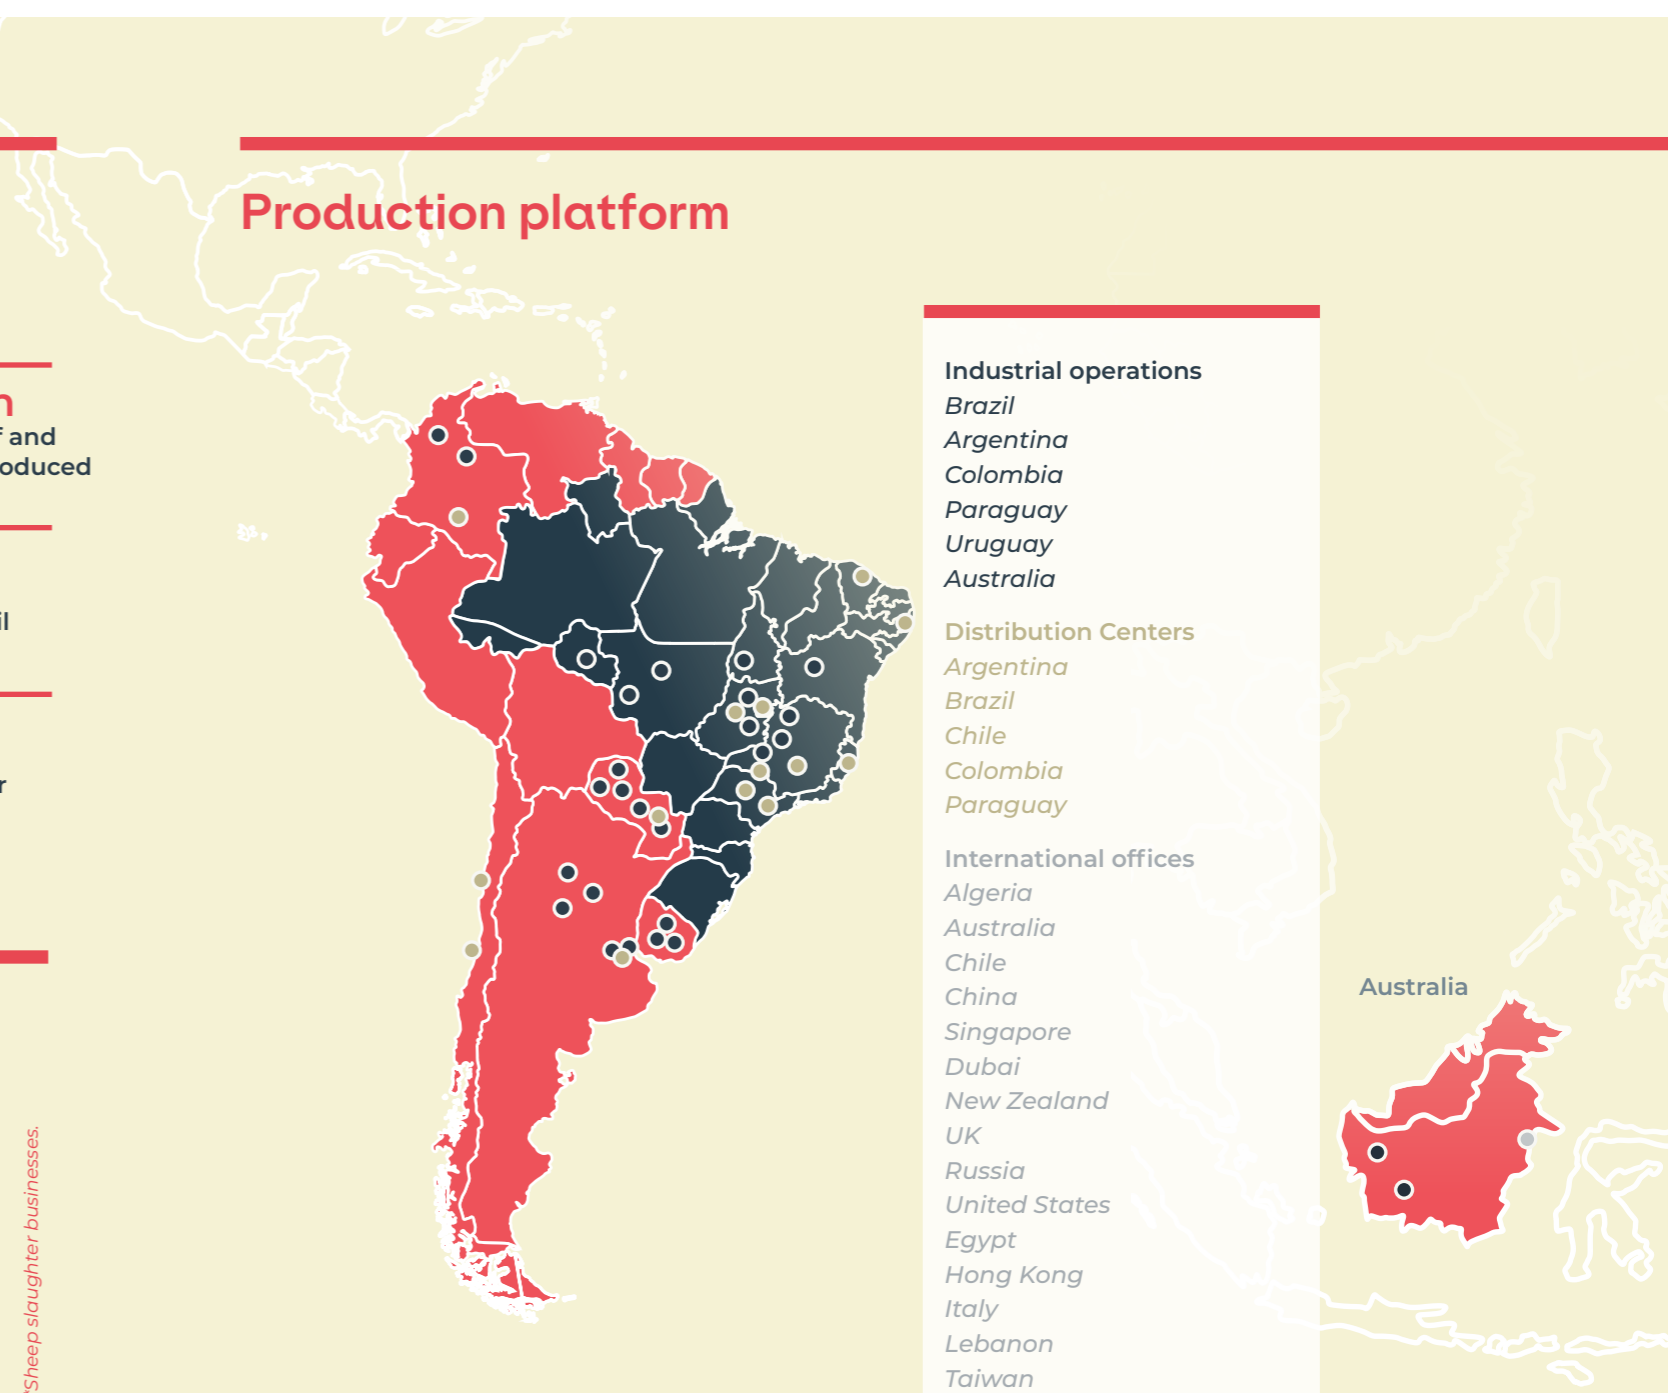 Production platform
n
f and
oduced
il
r
*Sheep slaughter businesses.
Industrial operations
Brazil
Argentina
Colombia
Paraguay
Uruguay
Australia
Distribution Centers
Argentina
Brazil
Chile
Colombia
Paraguay
International offices
Algeria
Australia
Chile
China
Singapore
Dubai
New Zealand
UK
Russia
United States
Egypt
Hong Kong
Italy
Lebanon
Taiwan
Australia